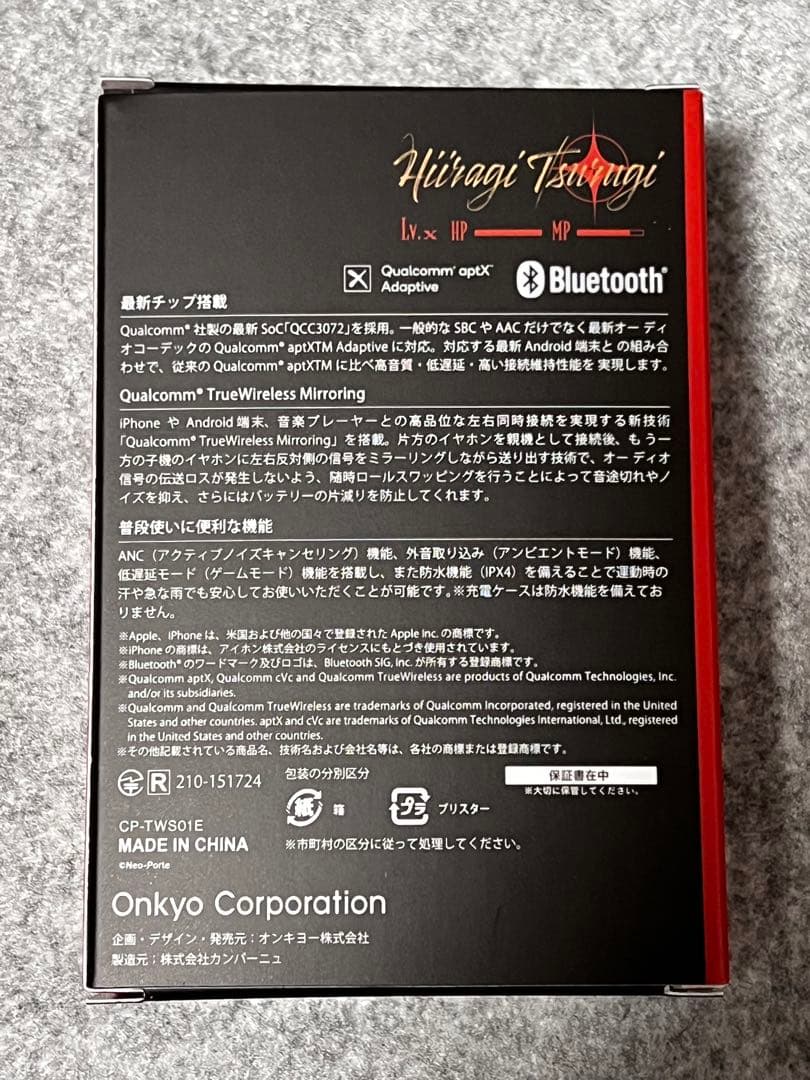 Hiiragi Tsurugi
Lv.x HP MP
Qualcomm® aptX™
Adaptive
Bluetooth®
最新チップ搭載
Qualcomm® 社製の最新 SoC「QCC3072」を採用。一般的な SBC や AAC だけでなく最新オーディ
オコーデックの Qualcomm® aptXTM Adaptive に対応。対応する最新 Android 端末と の組み合
わせで、従来の Qualcomm® aptXTM に比べ高音質・低遅延・高い接続維持性能を 実現します。
Qualcomm® TrueWireless Mirroring
iPhone や Android 端末、音楽プレーヤーとの高品位な左右同時接続を実現する新技術
「Qualcomm® TrueWireless Mirroring」を搭載。片方のイヤホンを親機として接続後、もう一
方の子機のイヤホンに左右反対側の信号をミラーリングしながら送り出す技術で、オーディオ
信号の伝送ロスが発生しないよう、随時ロールスワッピングを行うことによって音途切れやノ
イズを抑え、さらにはバッテリーの片減りを防止してくれます。
普段使いに便利な機能
ANC（アクティブノイズキャンセリング）機能、外音取り込み（アンビエントモード）機能、
低遅延モード（ゲームモード）機能を搭載し、また防水機能（IPX4）を備えることで運動時の
汗や急な雨でも安心してお使いいただくことが可能です。※充電ケースは防水機能を備えてお
りません。
※Apple、iPhone は、米国および他の国々で登録された Apple Inc. の商標です。
※iPhone の商標は、アイホン株式会社のライセンスにもとづき使用されています。
※Bluetooth® のワードマーク及びロゴは、Bluetooth SIG, Inc. が所有する登録商標です。
※Qualcomm aptX, Qualcomm cVc and Qualcomm TrueWireless are products of Qualcomm Technologies, Inc.
and/or its subsidiaries.
※Qualcomm and Qualcomm TrueWireless are trademarks of Qualcomm Incorporated, registered in the United
States and other countries. aptX and cVc are trademarks of Qualcomm Technologies International, Ltd., registered
in the United States and other countries.
※その他記載されている商品名、技術名および会社名等は、各社の商標または登録商標です。
R 210-151724
包装の分別区分
紙 箱
プラ ブリスター
保証書在中
※大切に保管してください。
CP-TWS01E
MADE IN CHINA
※市町村の区分に従って処理してください。
©Neo-Porte
Onkyo Corporation
企画・デザイン・発売元：オンキヨー株式会社
製造元：株式会社カンパーニュ